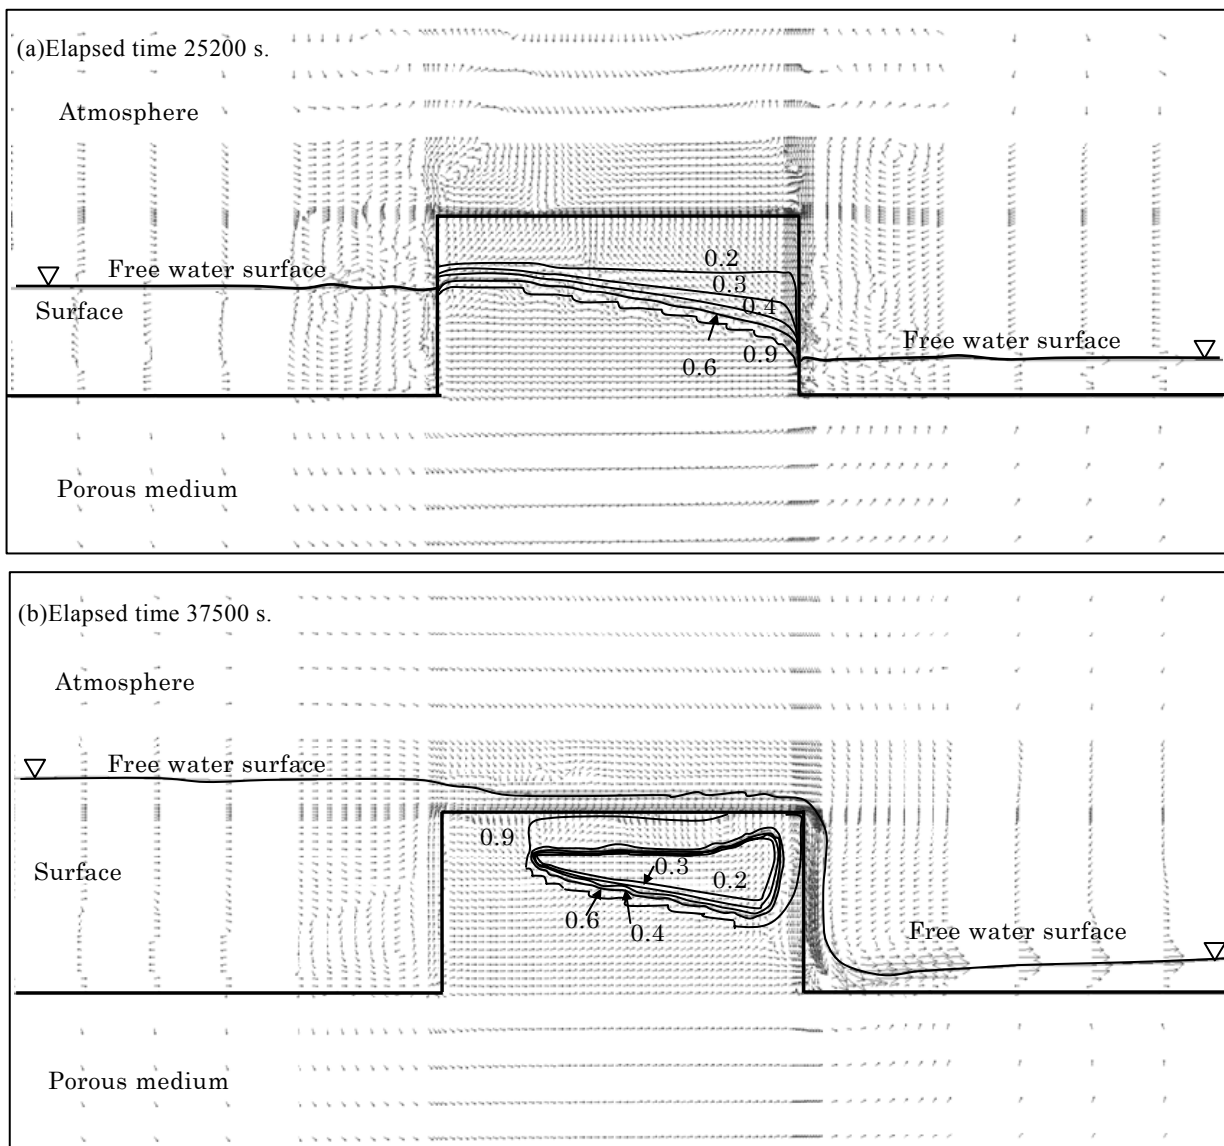 (a)Elapsed time 25200 s.
Atmosphere
Free water surface
Surface
0.2
0.3
0.4
0.6
0.9
Free water surface
Porous medium
(b)Elapsed time 37500 s.
Atmosphere
Free water surface
0.9
Surface
0.3
0.2
0.6
0.4
Free water surface
Porous medium